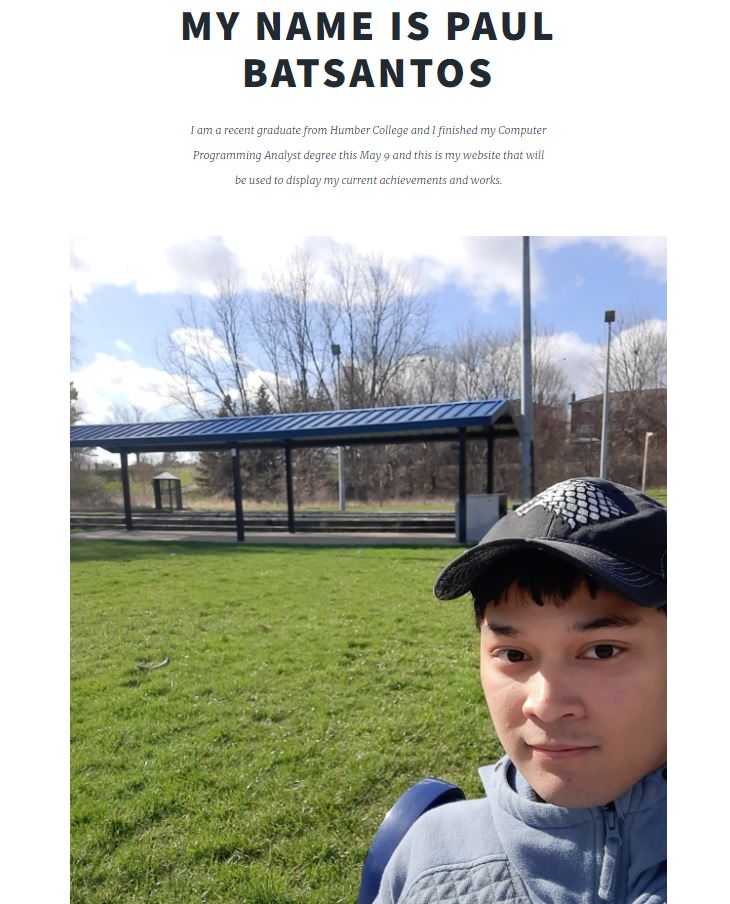 MY NAME IS PAUL
BATSANTOS
I am a recent graduate from Humber College and I finished my Computer
Programming Analyst degree this May 9 and this is my website that will
be used to display my current achievements and works.